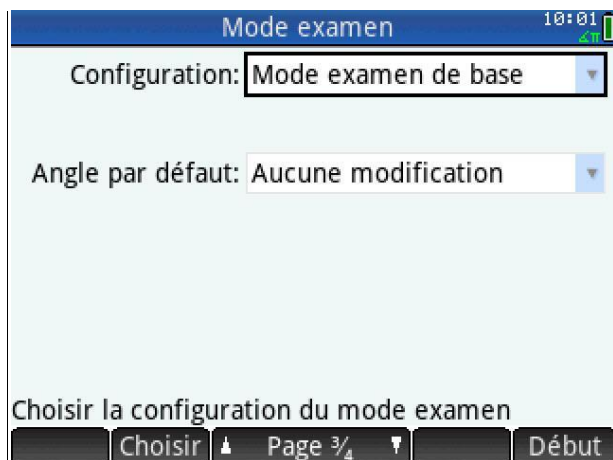 Mode examen 10:01
∡π
Configuration: Mode examen de base
Angle par défaut: Aucune modification
Choisir la configuration du mode examen
Choisir Page ¾ Début